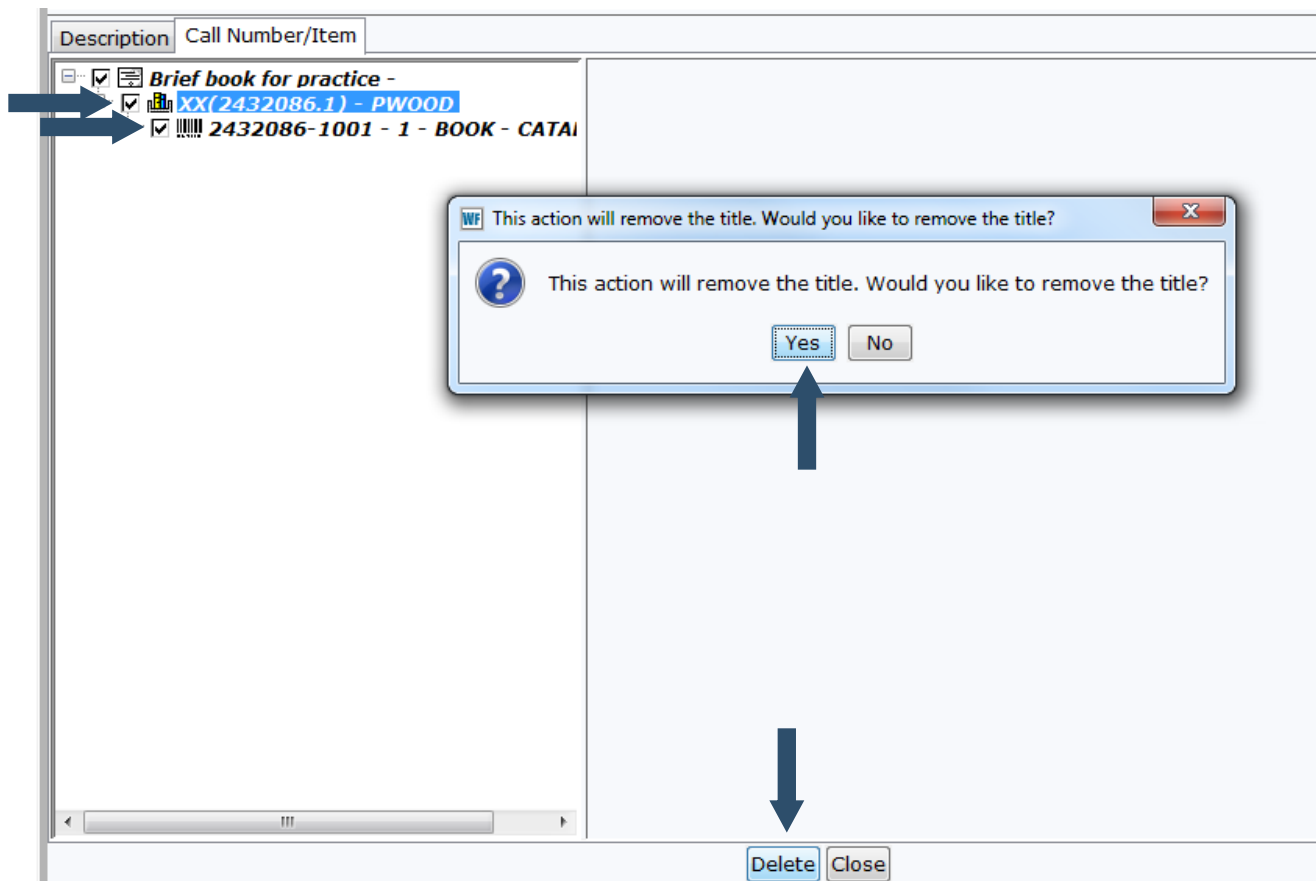 Description Call Number/Item
Brief book for practice -
XX(2432086.1) - PWOOD
2432086-1001 - 1 - BOOK - CATAL
WF This action will remove the title. Would you like to remove the title? X
? This action will remove the title. Would you like to remove the title?
Yes No
Delete Close